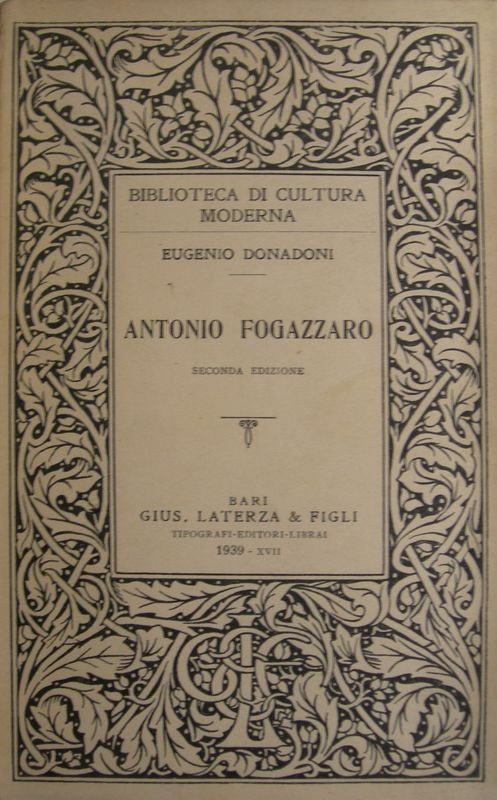 BIBLIOTECA DI CULTURA
MODERNA
EUGENIO DONADONI
ANTONIO FOGAZZARO
SECONDA EDIZIONE
BARI
GIUS. LATERZA & FIGLI
TIPOGRAFI-EDITORI-LIBRAI
1939 - XVII